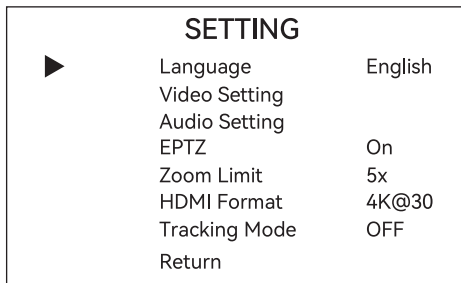 SETTING
Language English
Video Setting
Audio Setting
EPTZ On
Zoom Limit 5x
HDMI Format 4K@30
Tracking Mode OFF
Return